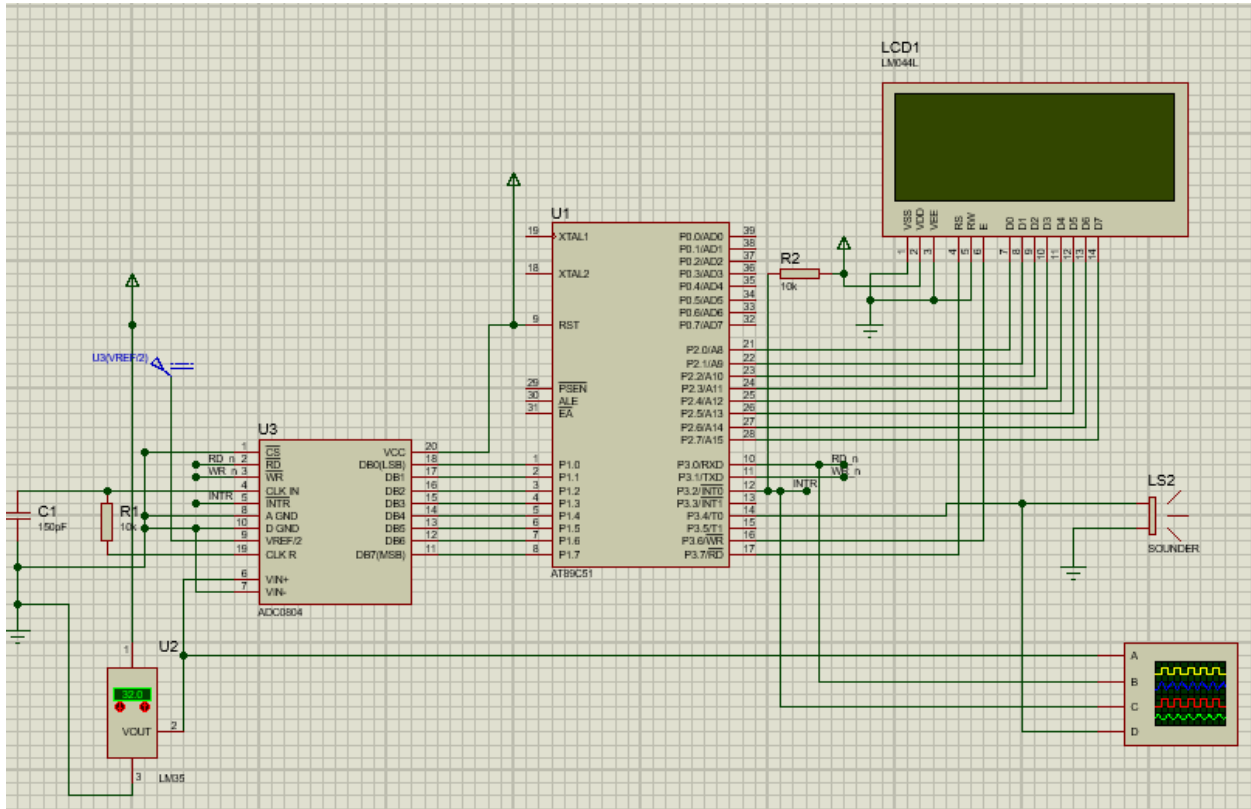 LCD1
LM044L
VSS
VDD
VEE
RS
RW
E
D0
D1
D2
D3
D4
D5
D6
D7
1
2
3
4
5
6
7
8
9
10
11
12
13
14
U1
19 XTAL1
18 XTAL2
9 RST
29 PSEN
30 ALE
31 EA
1 P1.0
2 P1.1
3 P1.2
4 P1.3
5 P1.4
6 P1.5
7 P1.6
8 P1.7
P0.0/AD0 39
P0.1/AD1 38
P0.2/AD2 37
P0.3/AD3 36
P0.4/AD4 35
P0.5/AD5 34
P0.6/AD6 33
P0.7/AD7 32
P2.0/A8 21
P2.1/A9 22
P2.2/A10 23
P2.3/A11 24
P2.4/A12 25
P2.5/A13 26
P2.6/A14 27
P2.7/A15 28
P3.0/RXD 10
P3.1/TXD 11
P3.2/INT0 12
P3.3/INT1 13
P3.4/T0 14
P3.5/T1 15
P3.6/WR 16
P3.7/RD 17
AT89C51
R2
10k
RD_n
WR_n
INTR
LS2
SOUNDER
U3(VREF/2)
U3
1 CS
RD_n 2 RD
WR_n 3 WR
4 CLK IN
INTR 5 INTR
8 A GND
10 D GND
9 VREF/2
19 CLK R
6 VIN+
7 VIN-
VCC 20
DB0(LSB) 18
DB1 17
DB2 16
DB3 15
DB4 14
DB5 13
DB6 12
DB7(MSB) 11
ADC0804
C1
150pF
R1
10k
U2
1
32.0
VOUT 2
3
LM35
A
B
C
D